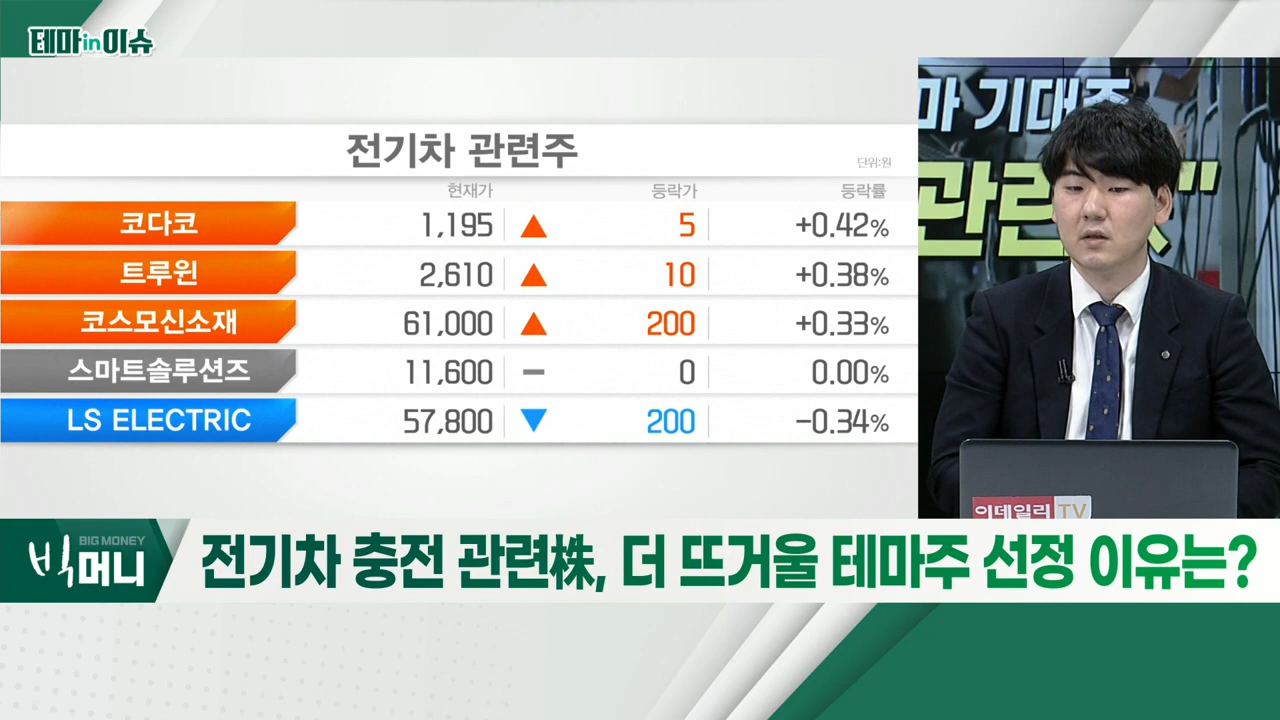 테마in이슈
전기차 관련주
단위:원
현재가 등락가 등락률
코다코 1,195 ▲ 5 +0.42%
트루윈 2,610 ▲ 10 +0.38%
코스모신소재 61,000 ▲ 200 +0.33%
스마트솔루션즈 11,600 − 0 0.00%
LS ELECTRIC 57,800 ▼ 200 −0.34%
마 기대주
관련
"
이데일리 TV
BIG MONEY
빅머니
전기차 충전 관련株, 더 뜨거울 테마주 선정 이유는?